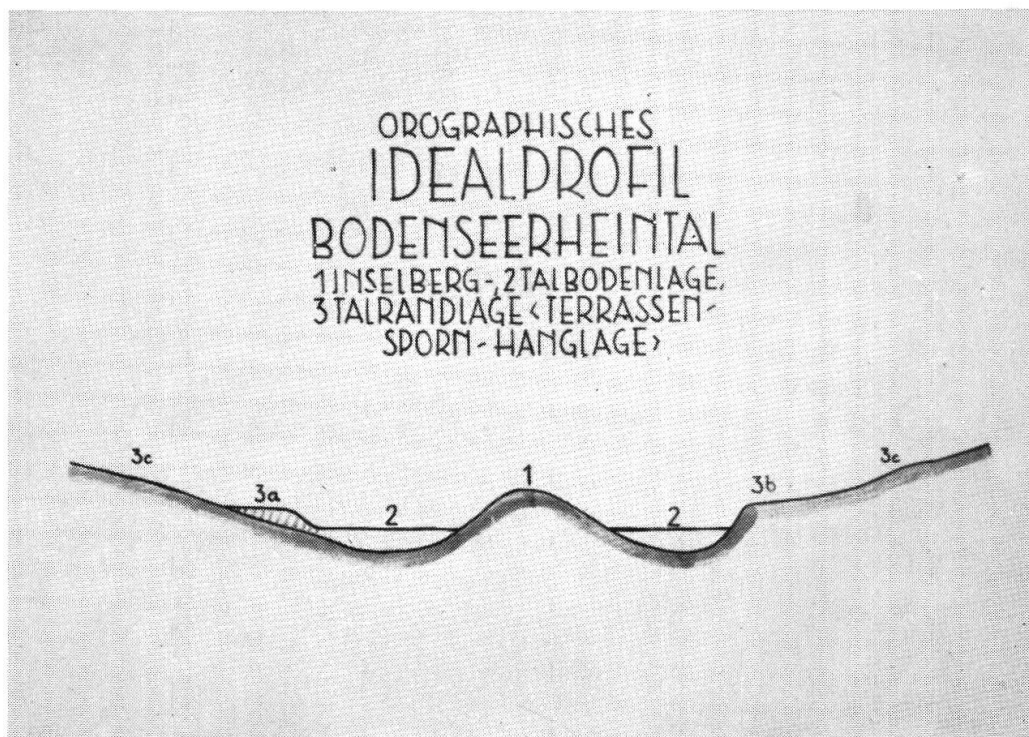 OROGRAPHISCHES
IDEALPROFIL
BODENSEERHEINTAL
1 INSELBERG-, 2 TALBODENLAGE,
3 TALRANDLAGE <TERRASSEN-
SPORN - HANGLAGE>
3c
3a
2
1
2
3b
3c